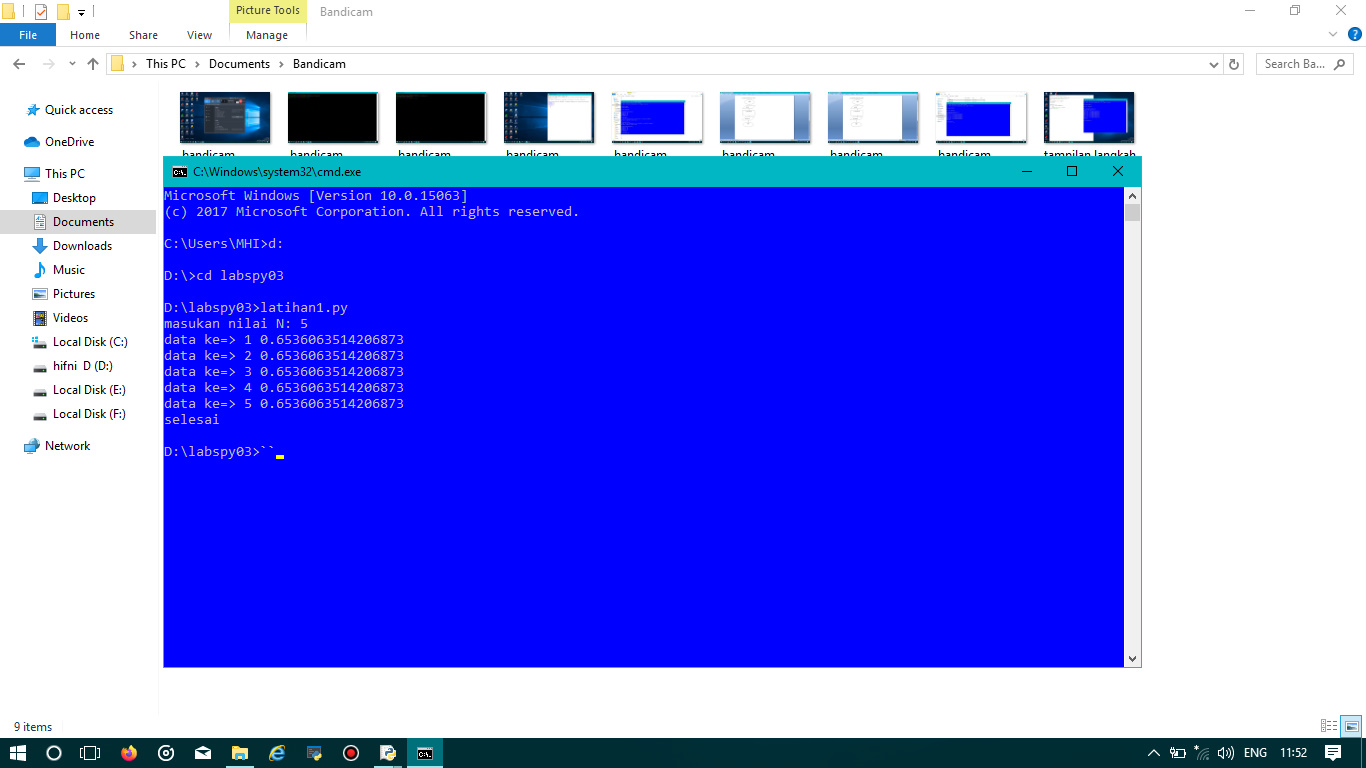 Picture Tools
Bandicam
File
Home
Share
View
Manage
This PC
Documents
Bandicam
Search Ba...
Quick access
OneDrive
This PC
Desktop
Documents
Downloads
Music
Pictures
Videos
Local Disk (C:)
hifni D (D:)
Local Disk (E:)
Local Disk (F:)
Network
bandicam
bandicam
bandicam
bandicam
bandicam
bandicam
bandicam
bandicam
tampilan langkah
C:\Windows\system32\cmd.exe
Microsoft Windows [Version 10.0.15063]
(c) 2017 Microsoft Corporation. All rights reserved.
C:\Users\MHI>d:
D:\>cd labspy03
D:\labspy03>latihan1.py
masukan nilai N: 5
data ke=> 1 0.6536063514206873
data ke=> 2 0.6536063514206873
data ke=> 3 0.6536063514206873
data ke=> 4 0.6536063514206873
data ke=> 5 0.6536063514206873
selesai
D:\labspy03>``
9 items
ENG
11:52